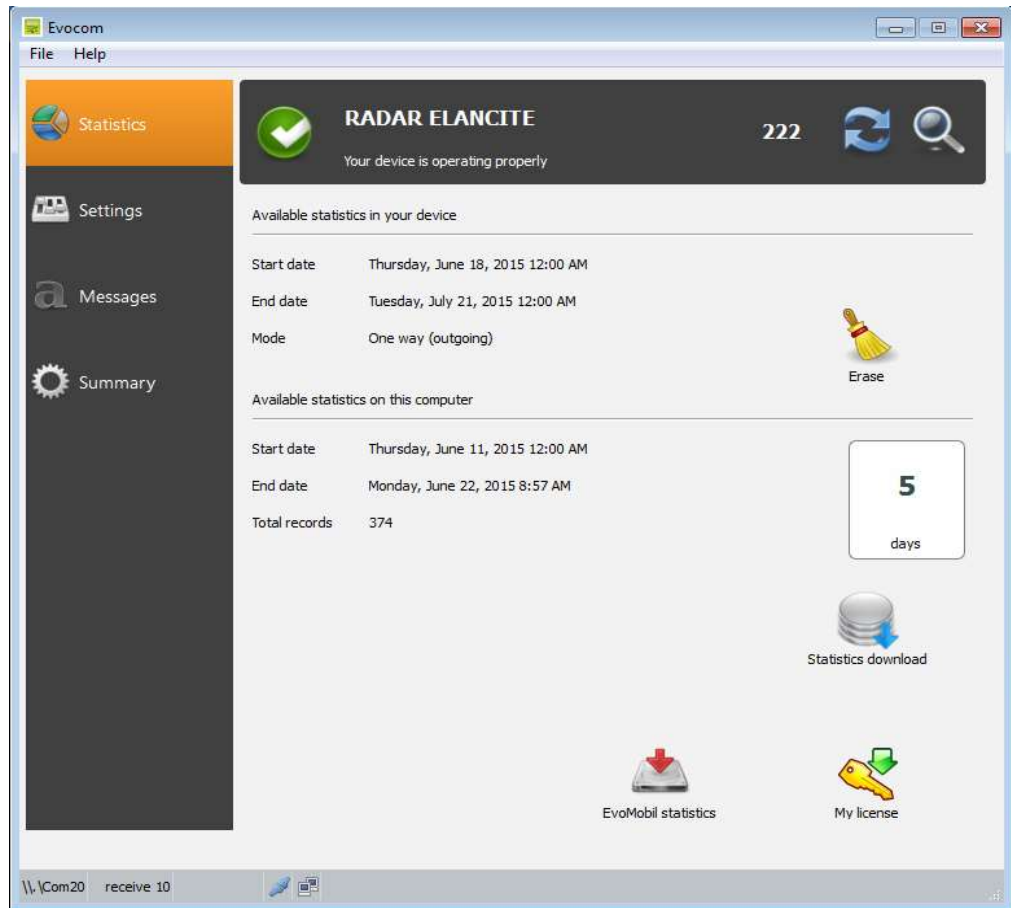 Evocom
File Help
Statistics
RADAR ELANCITE
222
Your device is operating properly
Settings
Available statistics in your device
Start date Thursday, June 18, 2015 12:00 AM
Messages
End date Tuesday, July 21, 2015 12:00 AM
Mode One way (outgoing)
Erase
Summary
Available statistics on this computer
Start date Thursday, June 11, 2015 12:00 AM
End date Monday, June 22, 2015 8:57 AM
5
Total records 374
days
Statistics download
EvoMobil statistics
My license
\\.\Com20 receive 10